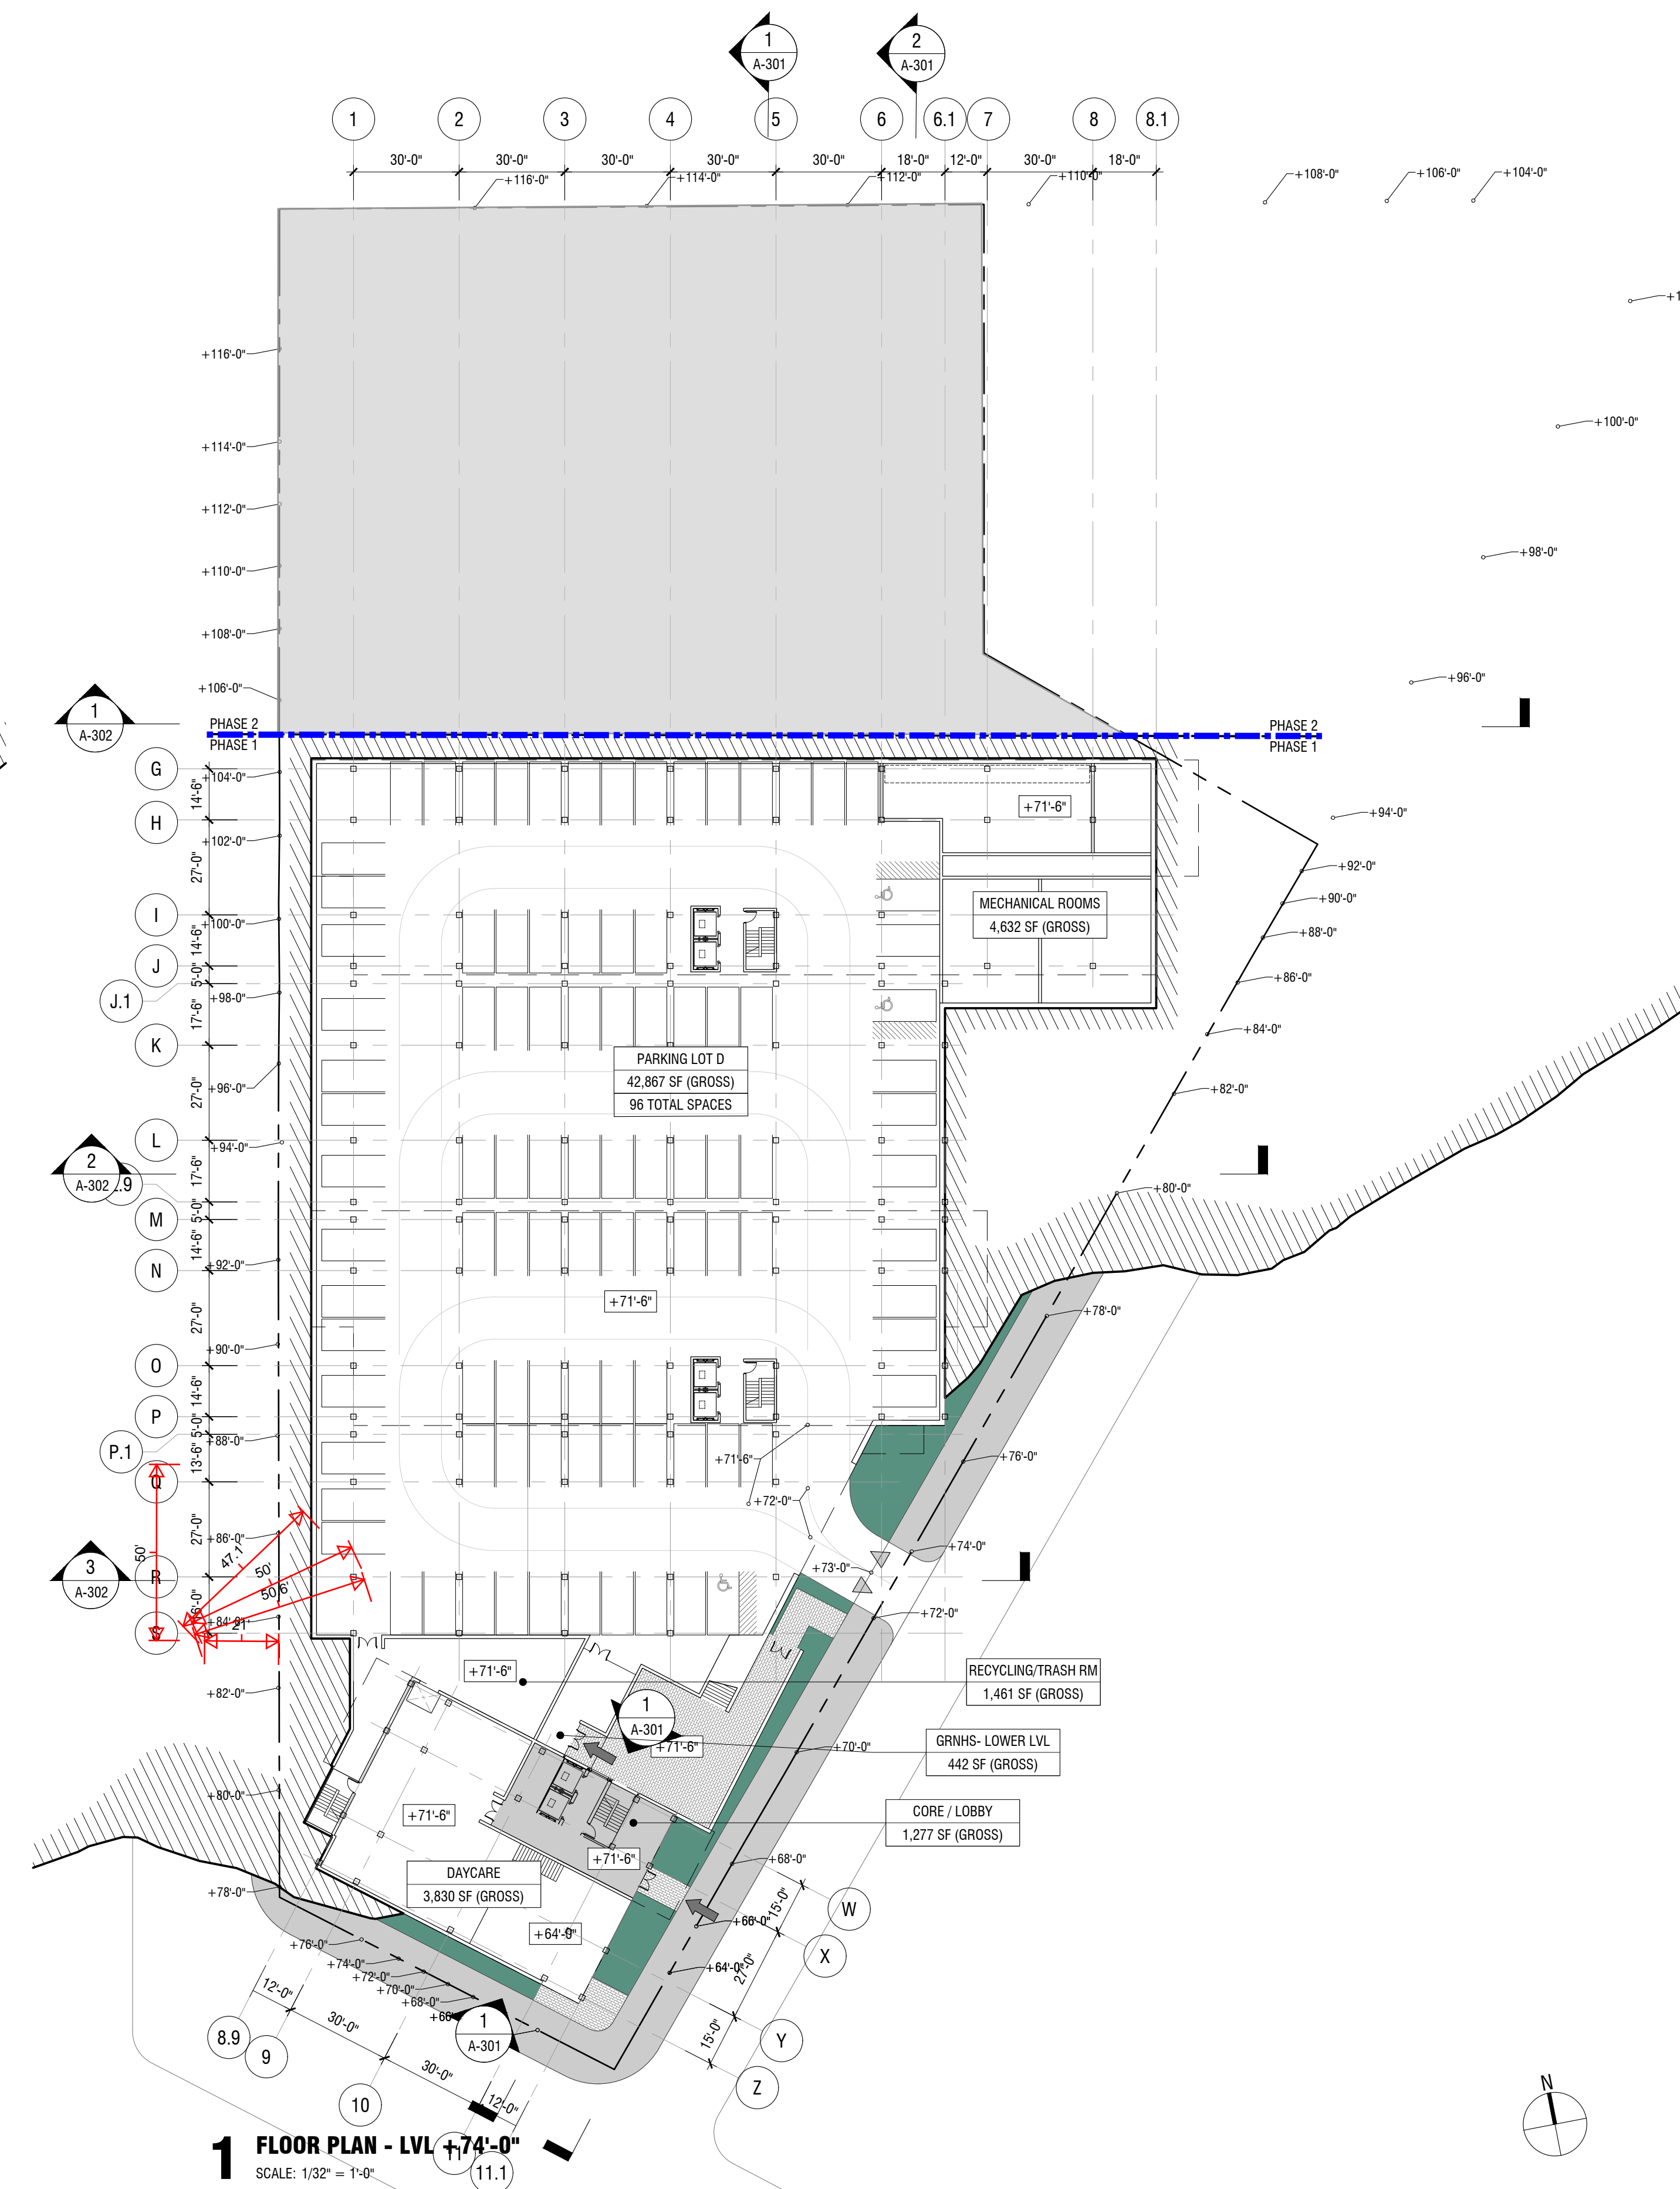 1
A-301
2
A-301
1
2
3
4
5
6
6.1
7
8
8.1
30'-0"
30'-0"
30'-0"
30'-0"
30'-0"
18'-0"
12'-0"
30'-0"
18'-0"
+116'-0"
+114'-0"
+112'-0"
+110'-0"
+108'-0"
+106'-0"
+104'-0"
+100'-0"
+98'-0"
+96'-0"
+94'-0"
+92'-0"
+90'-0"
+88'-0"
+86'-0"
+84'-0"
+82'-0"
+80'-0"
+78'-0"
+76'-0"
+74'-0"
+72'-0"
+70'-0"
+68'-0"
+66'-0"
+64'-0"
+116'-0"
+114'-0"
+112'-0"
+110'-0"
+108'-0"
+106'-0"
PHASE 2
PHASE 1
PHASE 2
PHASE 1
1
A-302
2
A-302
.9
3
A-302
G
H
I
J
J.1
K
L
M
N
O
P
P.1
Q
R
S
14'-6"
27'-0"
14'-6"
5'-0"
17'-6"
27'-0"
17'-6"
5'-0"
14'-6"
27'-0"
14'-6"
5'-0"
13'-6"
27'-0"
6'-0"
+104'-0"
+102'-0"
+100'-0"
+98'-0"
+96'-0"
+94'-0"
+92'-0"
+90'-0"
+88'-0"
+86'-0"
+84'-0"
+82'-0"
+80'-0"
+78'-0"
50'
47.1'
50'
50.6'
21'
+71'-6"
MECHANICAL ROOMS
4,632 SF (GROSS)
PARKING LOT D
42,867 SF (GROSS)
96 TOTAL SPACES
+71'-6"
+71'-6"
+72'-0"
+73'-0"
+71'-6"
RECYCLING/TRASH RM
1,461 SF (GROSS)
1
A-301
+71'-6"
GRNHS- LOWER LVL
442 SF (GROSS)
+71'-6"
CORE / LOBBY
1,277 SF (GROSS)
+71'-6"
DAYCARE
3,830 SF (GROSS)
+64'-0"
+76'-0"
+74'-0"
+72'-0"
+70'-0"
+68'-0"
+66'
1
A-301
12'-0"
30'-0"
30'-0"
12'-0"
15'-0"
27'-0"
15'-0"
W
X
Y
Z
8.9
9
10
11
11.1
N
1
FLOOR PLAN - LVL +74'-0"
SCALE: 1/32" = 1'-0"